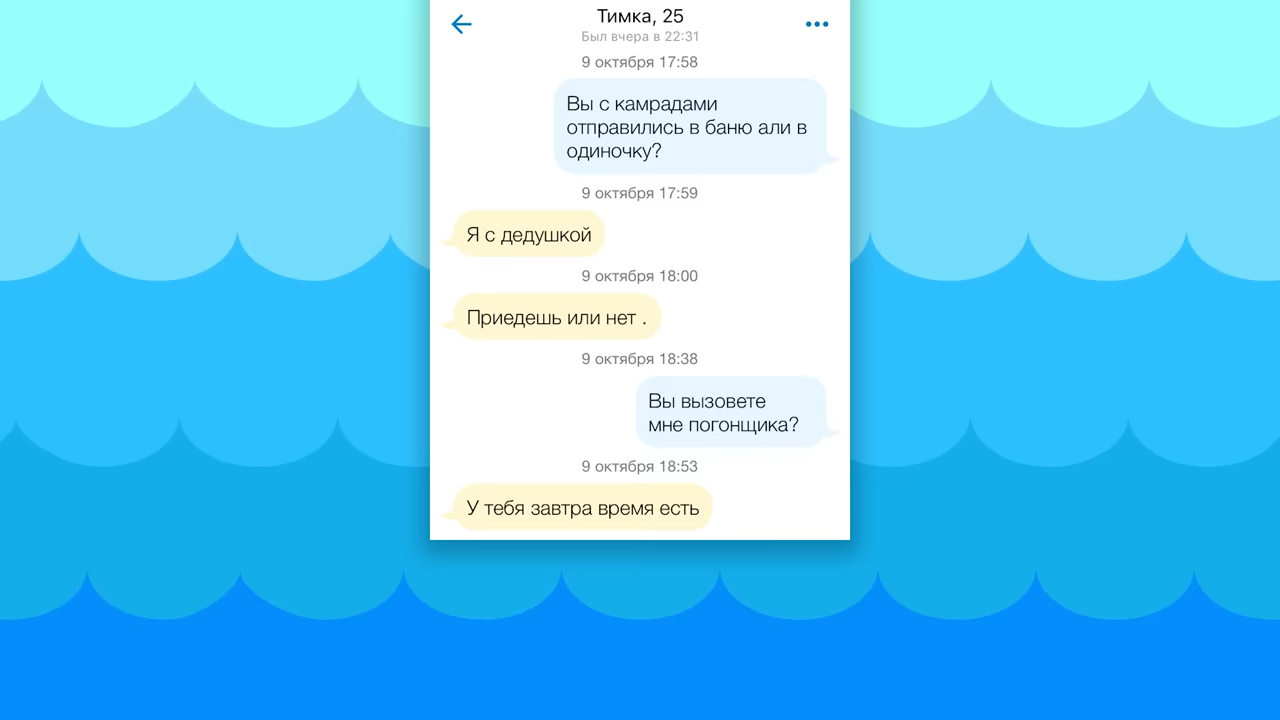 Тимка, 25
Был вчера в 22:31
9 октября 17:58
Вы с камрадами
отправились в баню али в
одиночку?
9 октября 17:59
Я с дедушкой
9 октября 18:00
Приедешь или нет .
9 октября 18:38
Вы вызовете
мне погонщика?
9 октября 18:53
У тебя завтра время есть